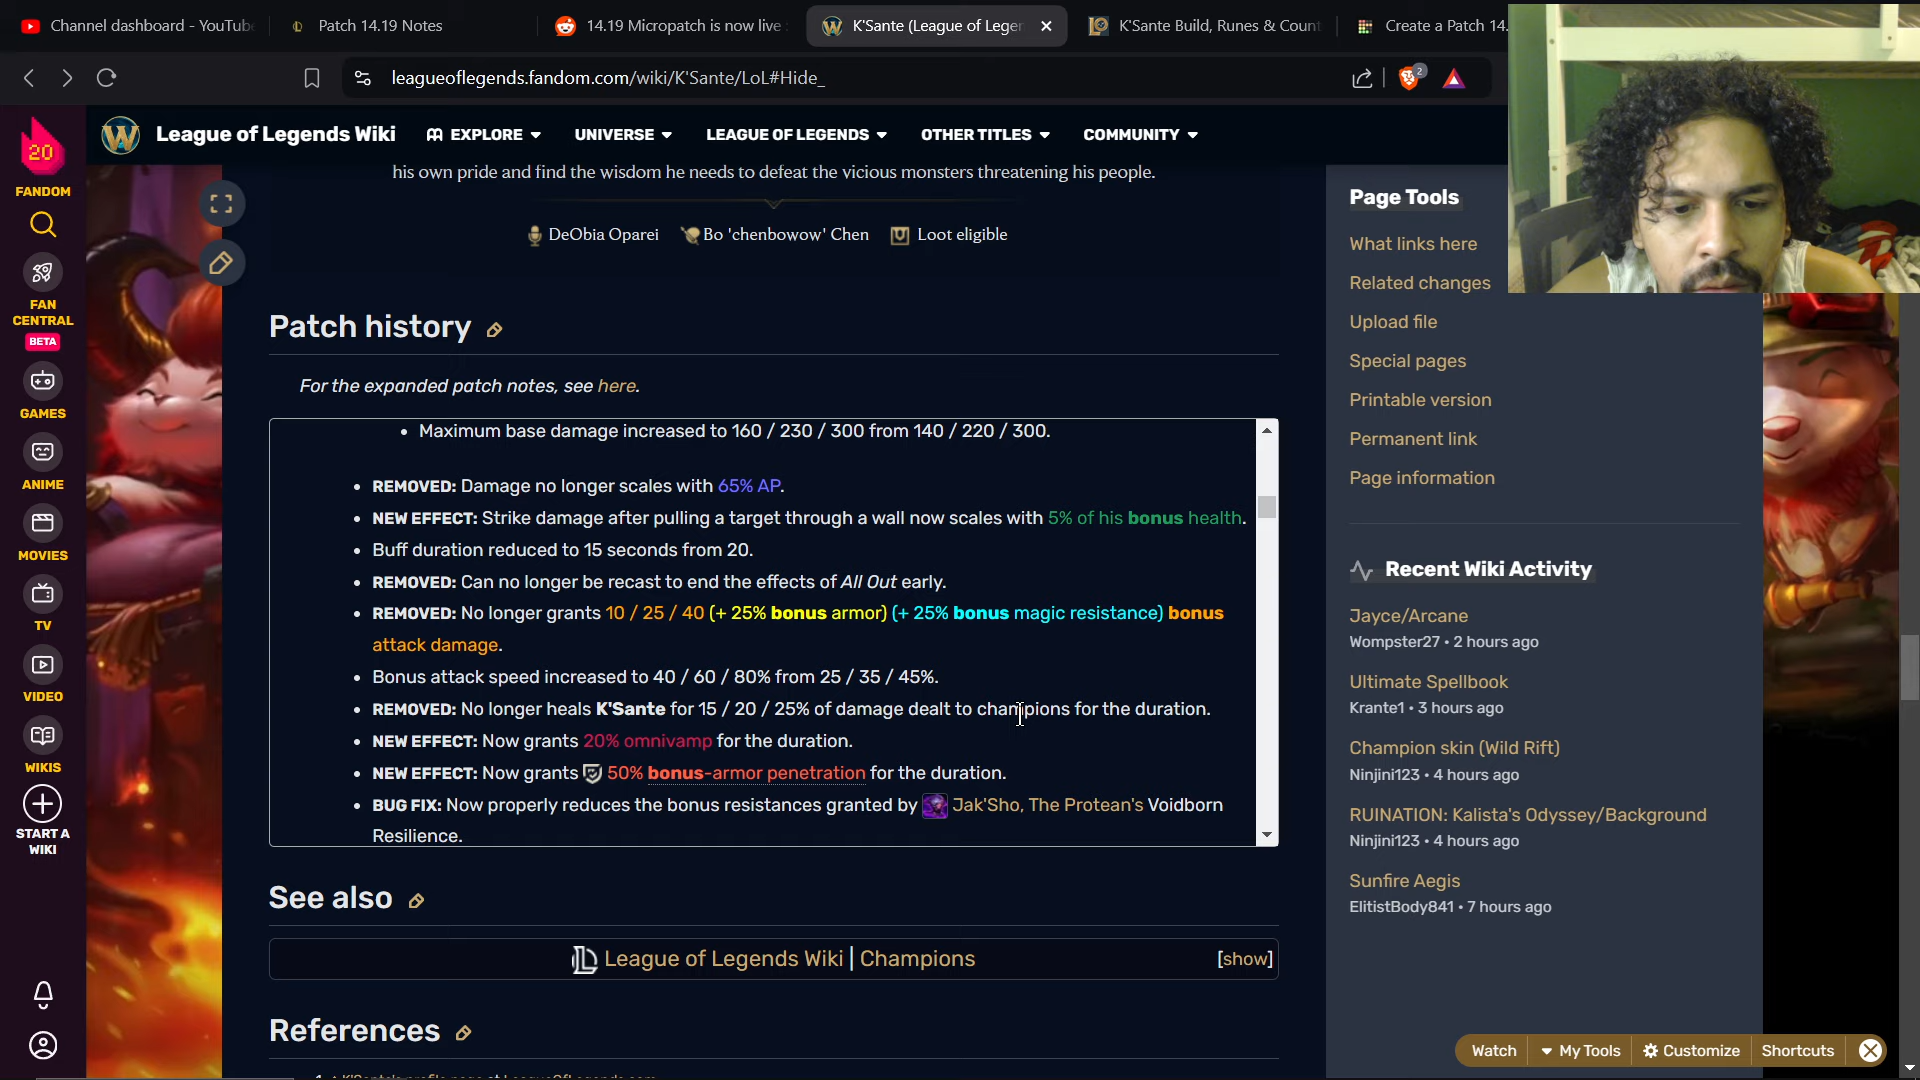 Channel dashboard - YouTube
Patch 14.19 Notes
14.19 Micropatch is now live
K'Sante (League of Leger
K'Sante Build, Runes & Count
Create a Patch 14.
leagueoflegends.fandom.com/wiki/K'Sante/LoL#Hide_
2
20
FANDOM
FAN CENTRAL
BETA
GAMES
ANIME
MOVIES
TV
VIDEO
WIKIS
START A WIKI
League of Legends Wiki
EXPLORE
UNIVERSE
LEAGUE OF LEGENDS
OTHER TITLES
COMMUNITY
his own pride and find the wisdom he needs to defeat the vicious monsters threatening his people.
DeObia Oparei Bo 'chenbowow' Chen Loot eligible
Patch history
For the expanded patch notes, see here.
• Maximum base damage increased to 160 / 230 / 300 from 140 / 220 / 300.
• REMOVED: Damage no longer scales with 65% AP.
• NEW EFFECT: Strike damage after pulling a target through a wall now scales with 5% of his bonus health.
• Buff duration reduced to 15 seconds from 20.
• REMOVED: Can no longer be recast to end the effects of All Out early.
• REMOVED: No longer grants 10 / 25 / 40 (+ 25% bonus armor) (+ 25% bonus magic resistance) bonus
attack damage.
• Bonus attack speed increased to 40 / 60 / 80% from 25 / 35 / 45%.
• REMOVED: No longer heals K'Sante for 15 / 20 / 25% of damage dealt to champions for the duration.
• NEW EFFECT: Now grants 20% omnivamp for the duration.
• NEW EFFECT: Now grants 50% bonus-armor penetration for the duration.
• BUG FIX: Now properly reduces the bonus resistances granted by Jak'Sho, The Protean's Voidborn
Resilience.
See also
League of Legends Wiki | Champions
[show]
References
Page Tools
What links here
Related changes
Upload file
Special pages
Printable version
Permanent link
Page information
Recent Wiki Activity
Jayce/Arcane
Wompster27 • 2 hours ago
Ultimate Spellbook
Krante1 • 3 hours ago
Champion skin (Wild Rift)
Ninjini123 • 4 hours ago
RUINATION: Kalista's Odyssey/Background
Ninjini123 • 4 hours ago
Sunfire Aegis
ElitistBody841 • 7 hours ago
Watch
My Tools
Customize
Shortcuts